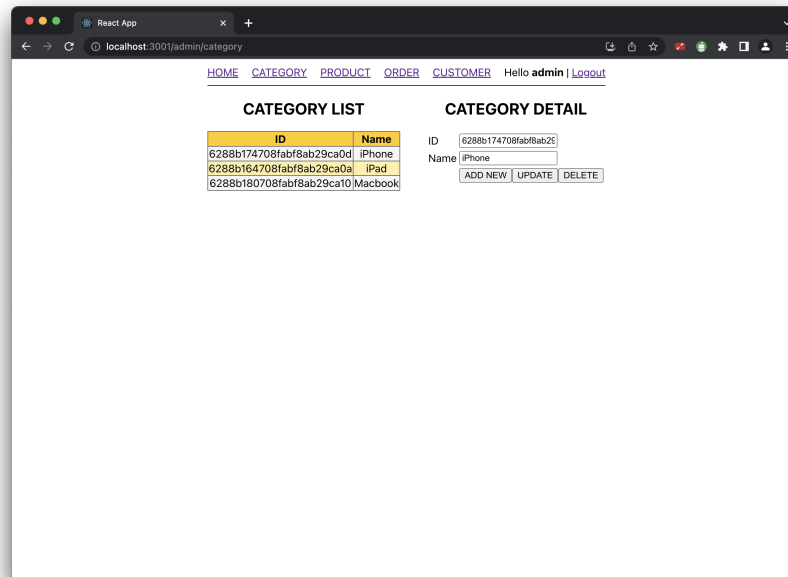 React App
localhost:3001/admin/category
HOME CATEGORY PRODUCT ORDER CUSTOMER Hello admin | Logout
CATEGORY LIST
ID Name
6288b174708fabf8ab29ca0d iPhone
6288b164708fabf8ab29ca0a iPad
6288b180708fabf8ab29ca10 Macbook
CATEGORY DETAIL
ID 6288b174708fabf8ab29
Name iPhone
ADD NEW UPDATE DELETE